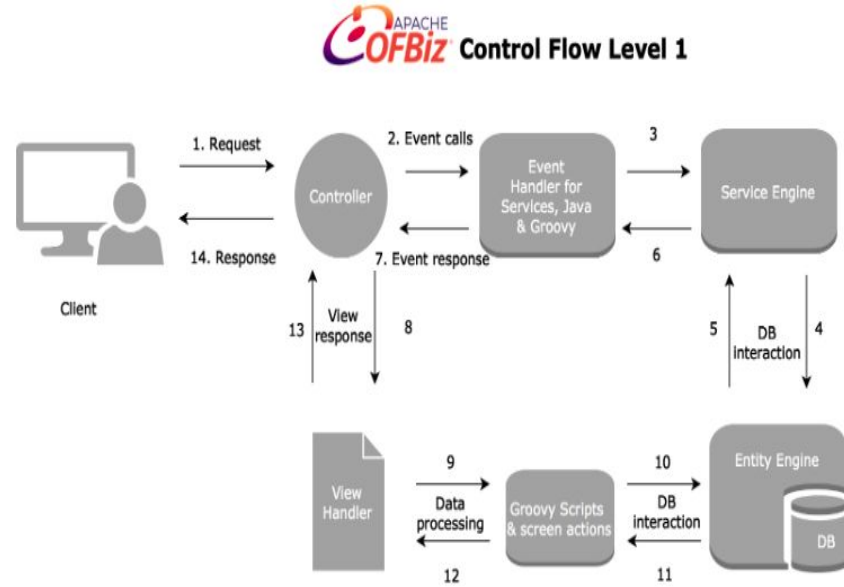 APACHE
OFBiz Control Flow Level 1
1. Request
2. Event calls
3
Controller
Event
Handler for
Services, Java
& Groovy
Service Engine
14. Response
7. Event response
6
Client
13
View
response
8
5
DB
interaction
4
View
Handler
9
Data
processing
12
Groovy Scripts
& screen actions
10
DB
interaction
11
Entity Engine
DB